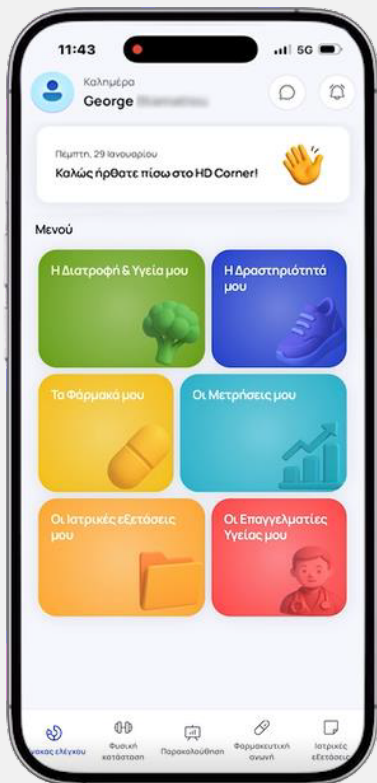 11:43
5G
Καλημέρα
George
Πέμπτη, 29 Ιανουαρίου
Καλώς ήρθατε πίσω στο HD Corner!
Μενού
Η Διατροφή & Υγεία μου
Η Δραστηριότητά
μου
Τα Φάρμακά μου
Οι Μετρήσεις μου
Οι Ιατρικές εξετάσεις
μου
Οι Επαγγελματίες
Υγείας μου
νακας ελέγχου
Φυσική
κατάσταση
Παρακολούθηση
Φαρμακευτική
αγωγή
Ιατρικές
εξετάσεις